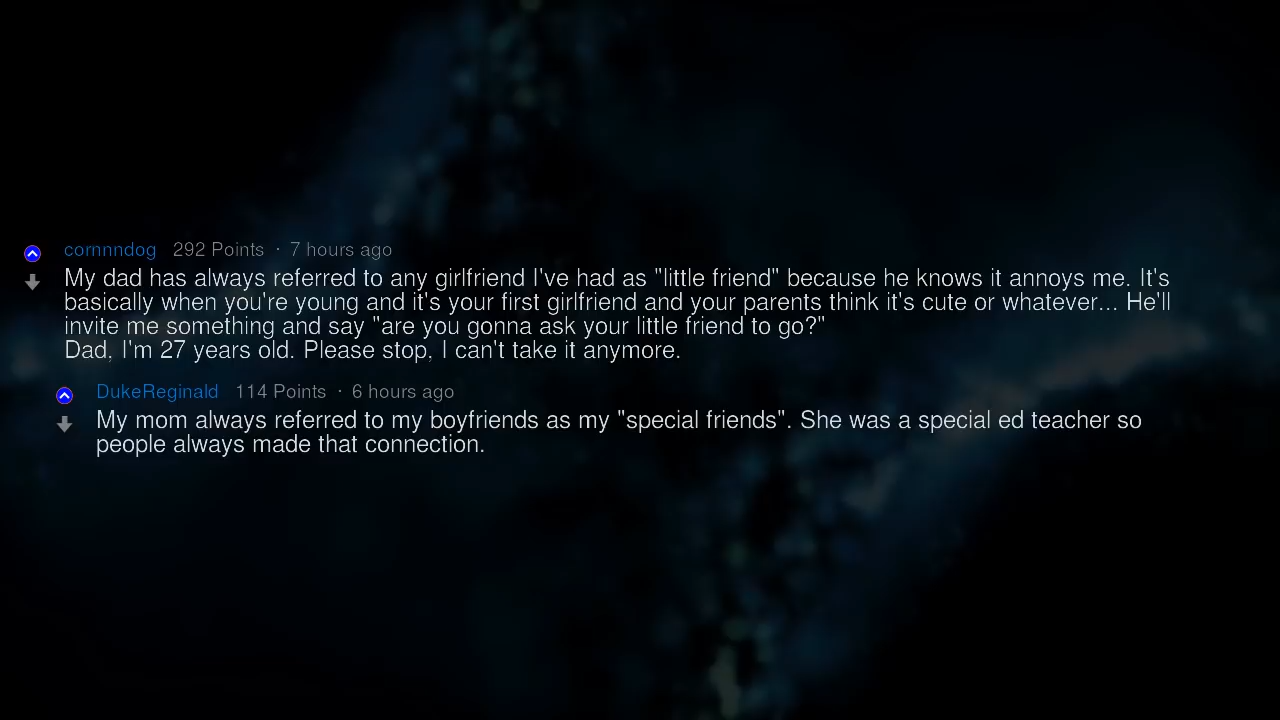 cornnndog 292 Points · 7 hours ago
My dad has always referred to any girlfriend I've had as "little friend" because he knows it annoys me. It's
basically when you're young and it's your first girlfriend and your parents think it's cute or whatever... He'll
invite me something and say "are you gonna ask your little friend to go?"
Dad, I'm 27 years old. Please stop, I can't take it anymore.
DukeReginald 114 Points · 6 hours ago
My mom always referred to my boyfriends as my "special friends". She was a special ed teacher so
people always made that connection.